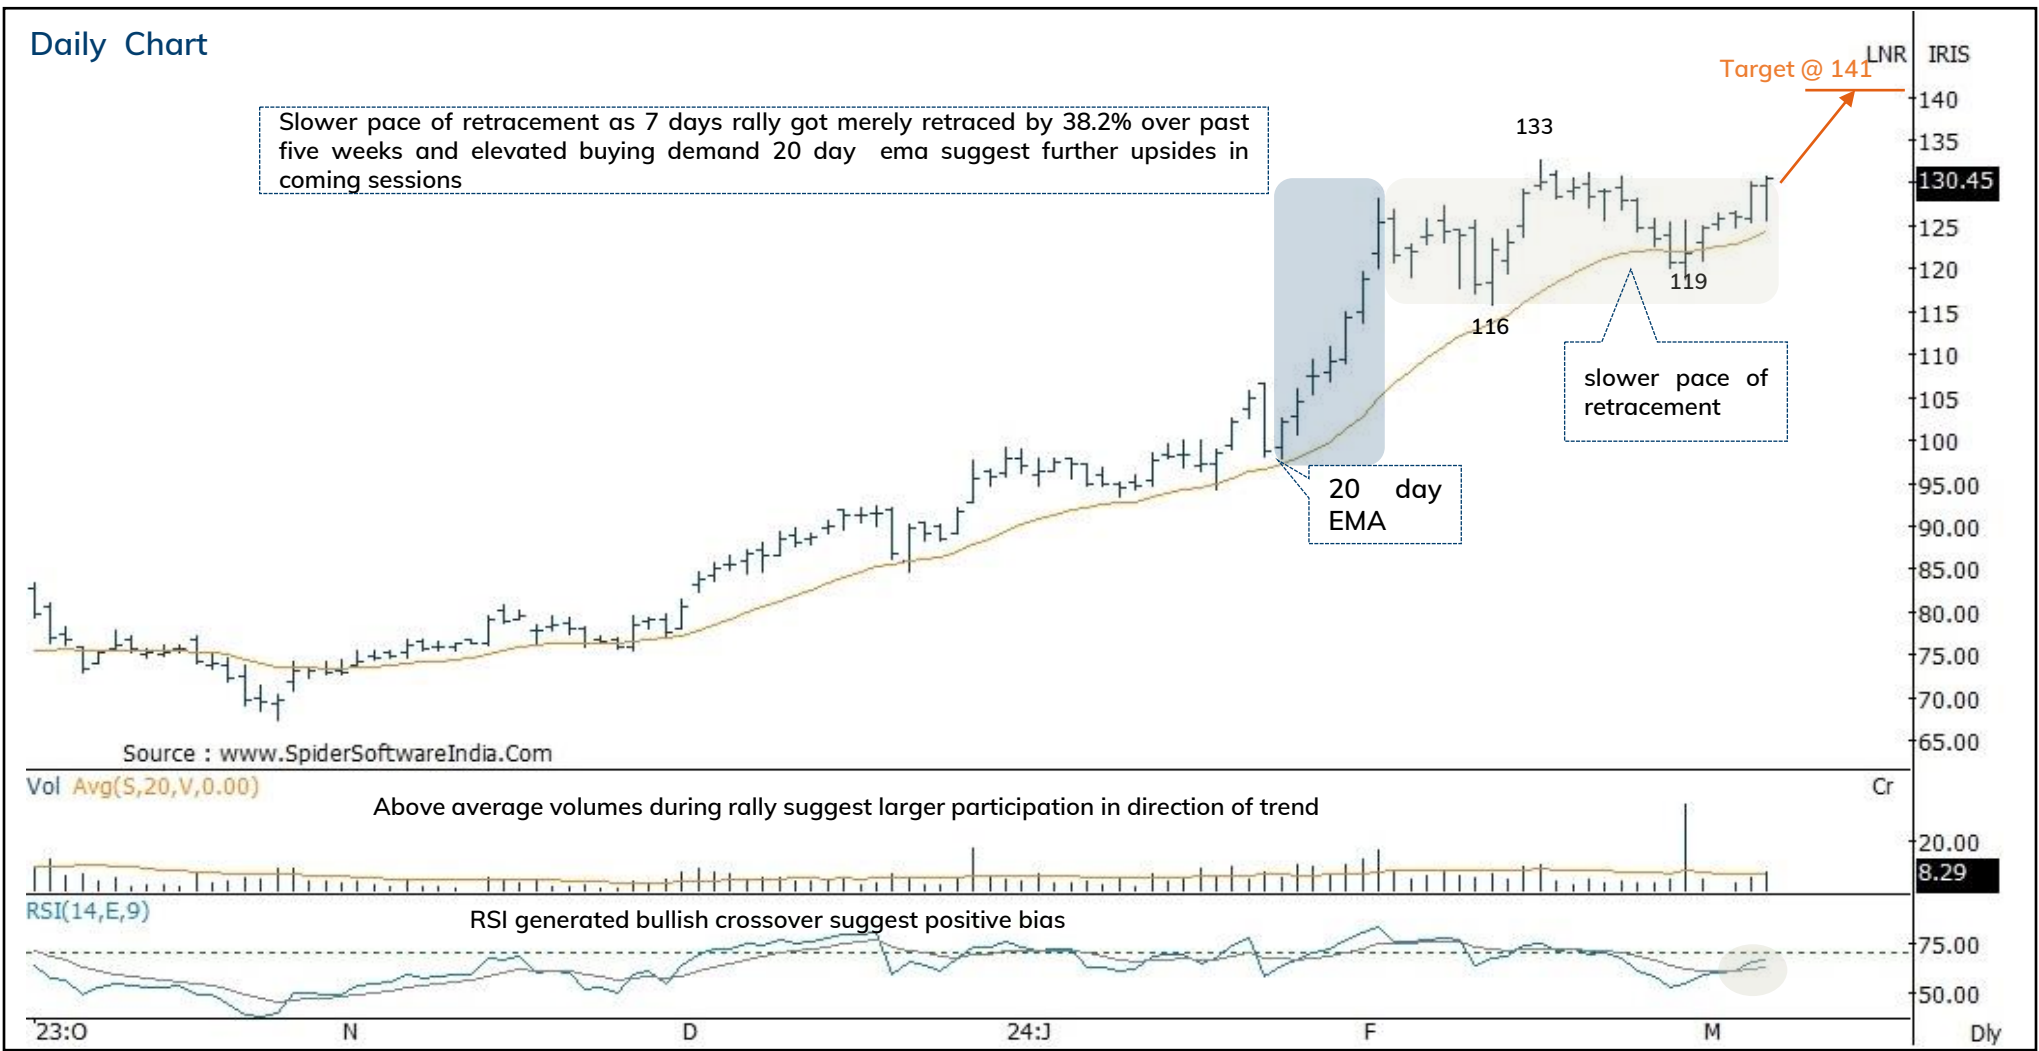 Daily Chart
LNR IRIS
Target @ 141
Slower pace of retracement as 7 days rally got merely retraced by 38.2% over past
five weeks and elevated buying demand 20 day ema suggest further upsides in
coming sessions
140
133
135
130.45
125
120
119
115
116
110
slower pace of
retracement
105
100
20 day
EMA
95.00
90.00
85.00
80.00
75.00
70.00
65.00
Source : www.SpiderSoftwareIndia.Com
Vol Avg(S,20,V,0.00)
Cr
Above average volumes during rally suggest larger participation in direction of trend
20.00
8.29
RSI(14,E,9)
RSI generated bullish crossover suggest positive bias
75.00
50.00
23:O N D 24:J F M Dly